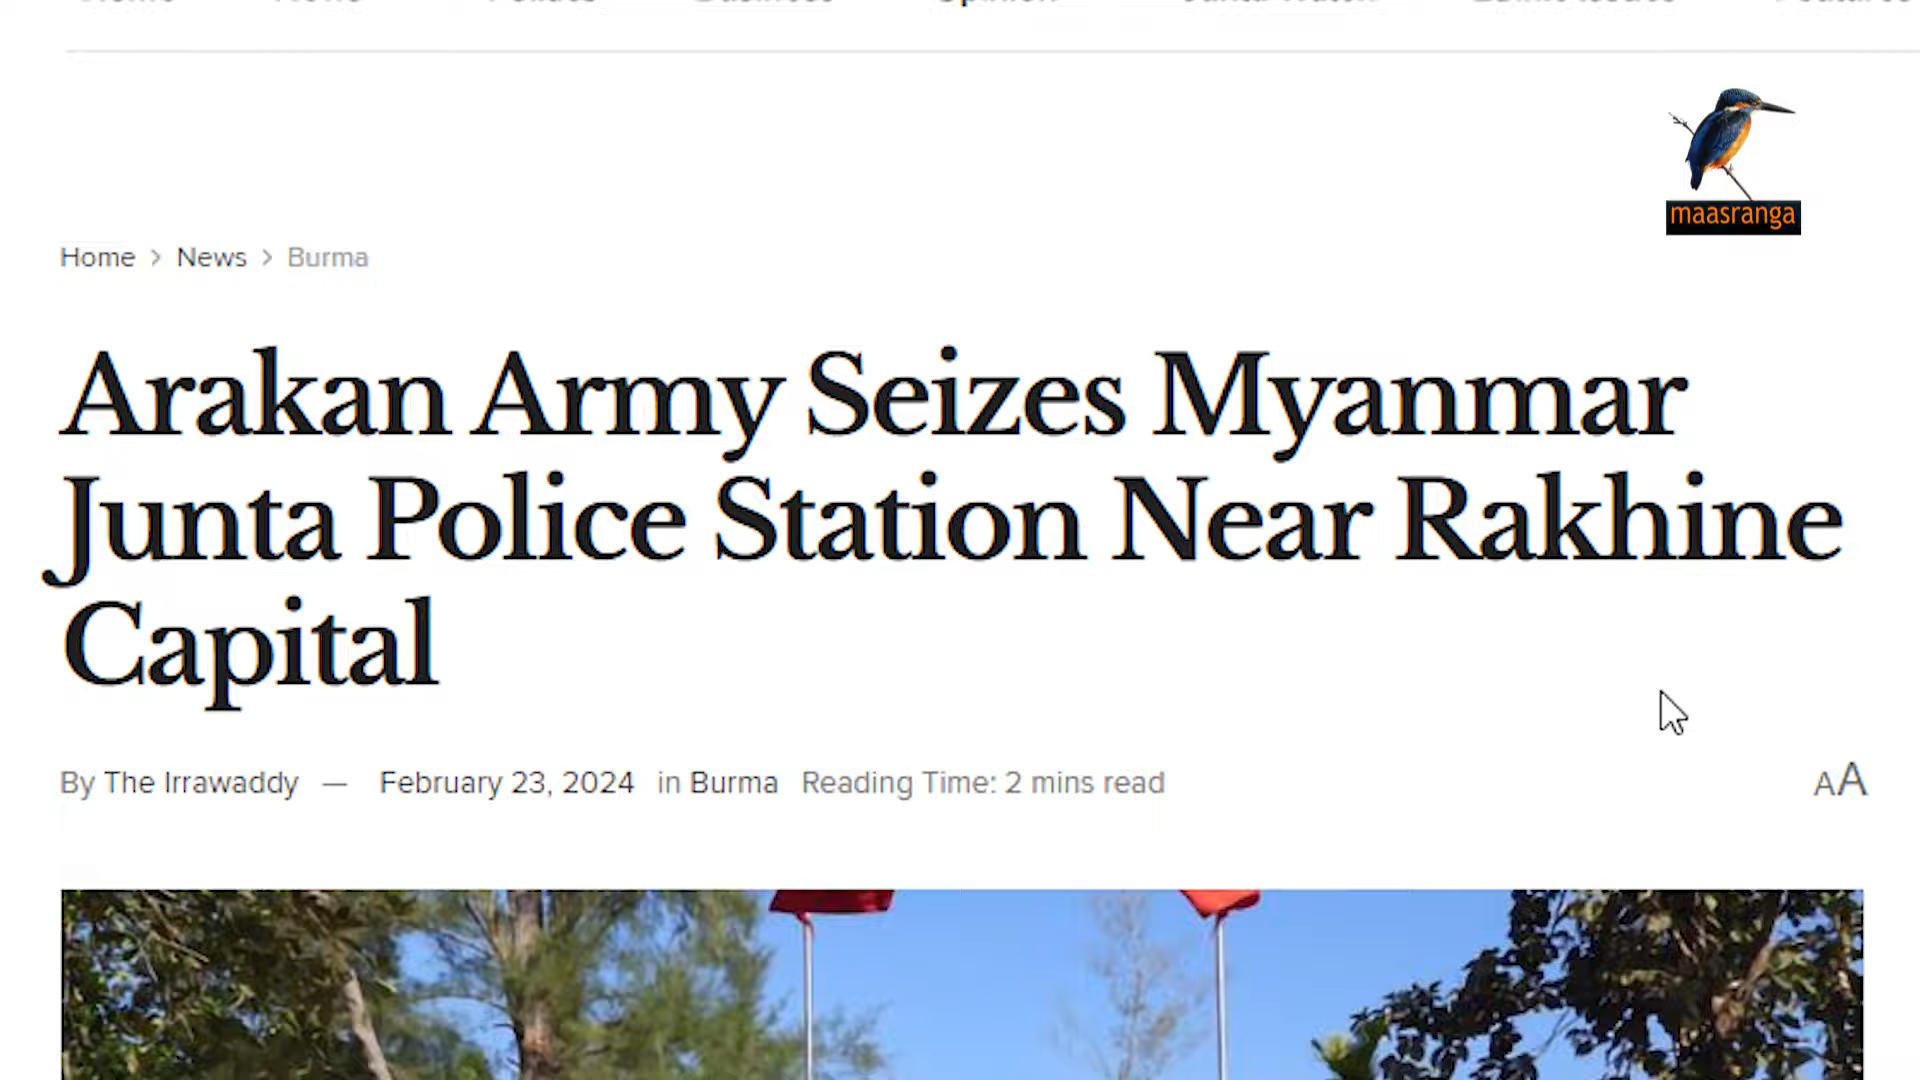 maasranga
Home > News > Burma
Arakan Army Seizes Myanmar
Junta Police Station Near Rakhine
Capital
By The Irrawaddy — February 23, 2024 in Burma Reading Time: 2 mins read
AA